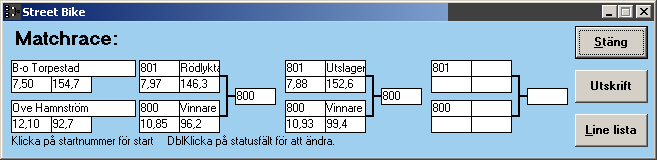 Street Bike
Matchrace:
Stäng
B-o Torpestad 801 Rödlykta 801 Utslagen 801
7,50 154,7 7,97 146,3 7,88 152,6
800 800
Utskrift
Ove Hamnström 800 Vinnare 800 Vinnare 800
12,10 92,7 10,85 96,2 10,93 99,4
Line lista
Klicka på startnummer för start DblKlicka på statusfält för att ändra.